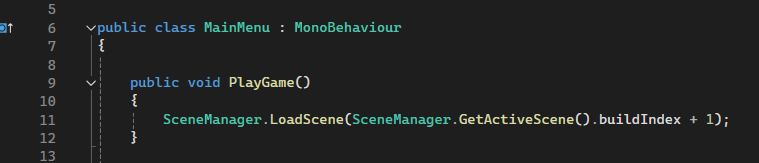 5
6 public class MainMenu : MonoBehaviour
7 {
8
9 public void PlayGame()
10 {
11 SceneManager.LoadScene(SceneManager.GetActiveScene().buildIndex + 1);
12 }
13